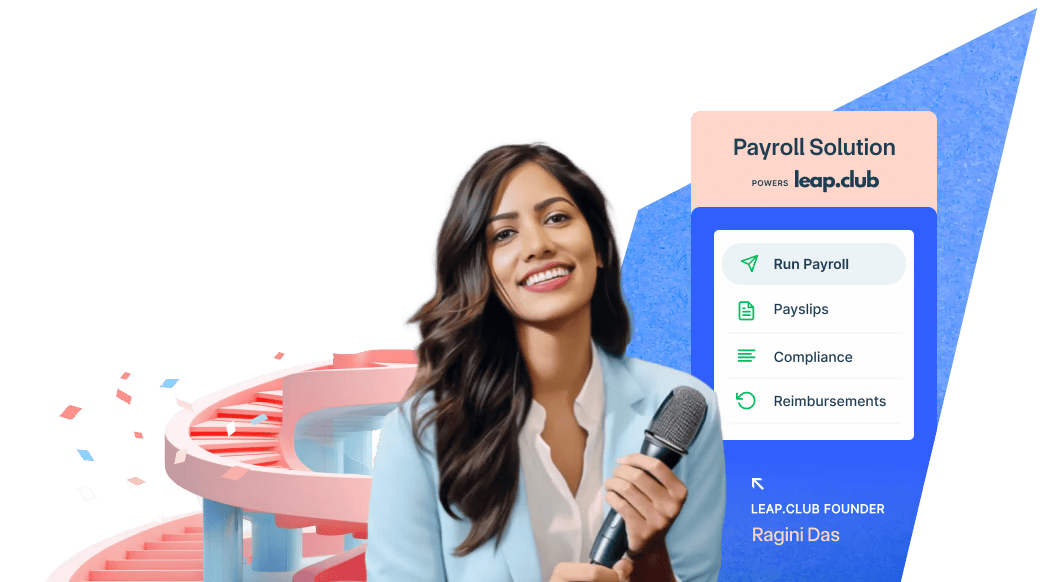 Payroll Solution
POWERS leap.club
Run Payroll
Payslips
Compliance
Reimbursements
LEAP.CLUB FOUNDER
Ragini Das